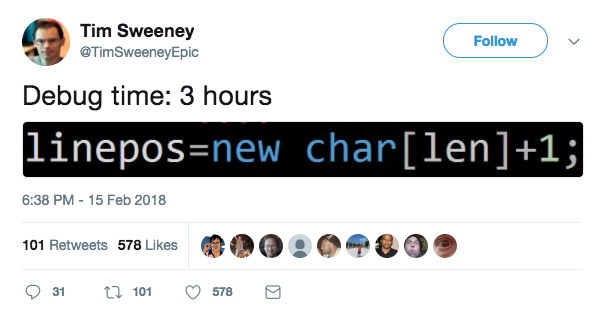 Tim Sweeney
@TimSweeneyEpic
Follow
Debug time: 3 hours
linepos=new char[len]+1;
6:38 PM - 15 Feb 2018
101 Retweets 578 Likes
31 101 578